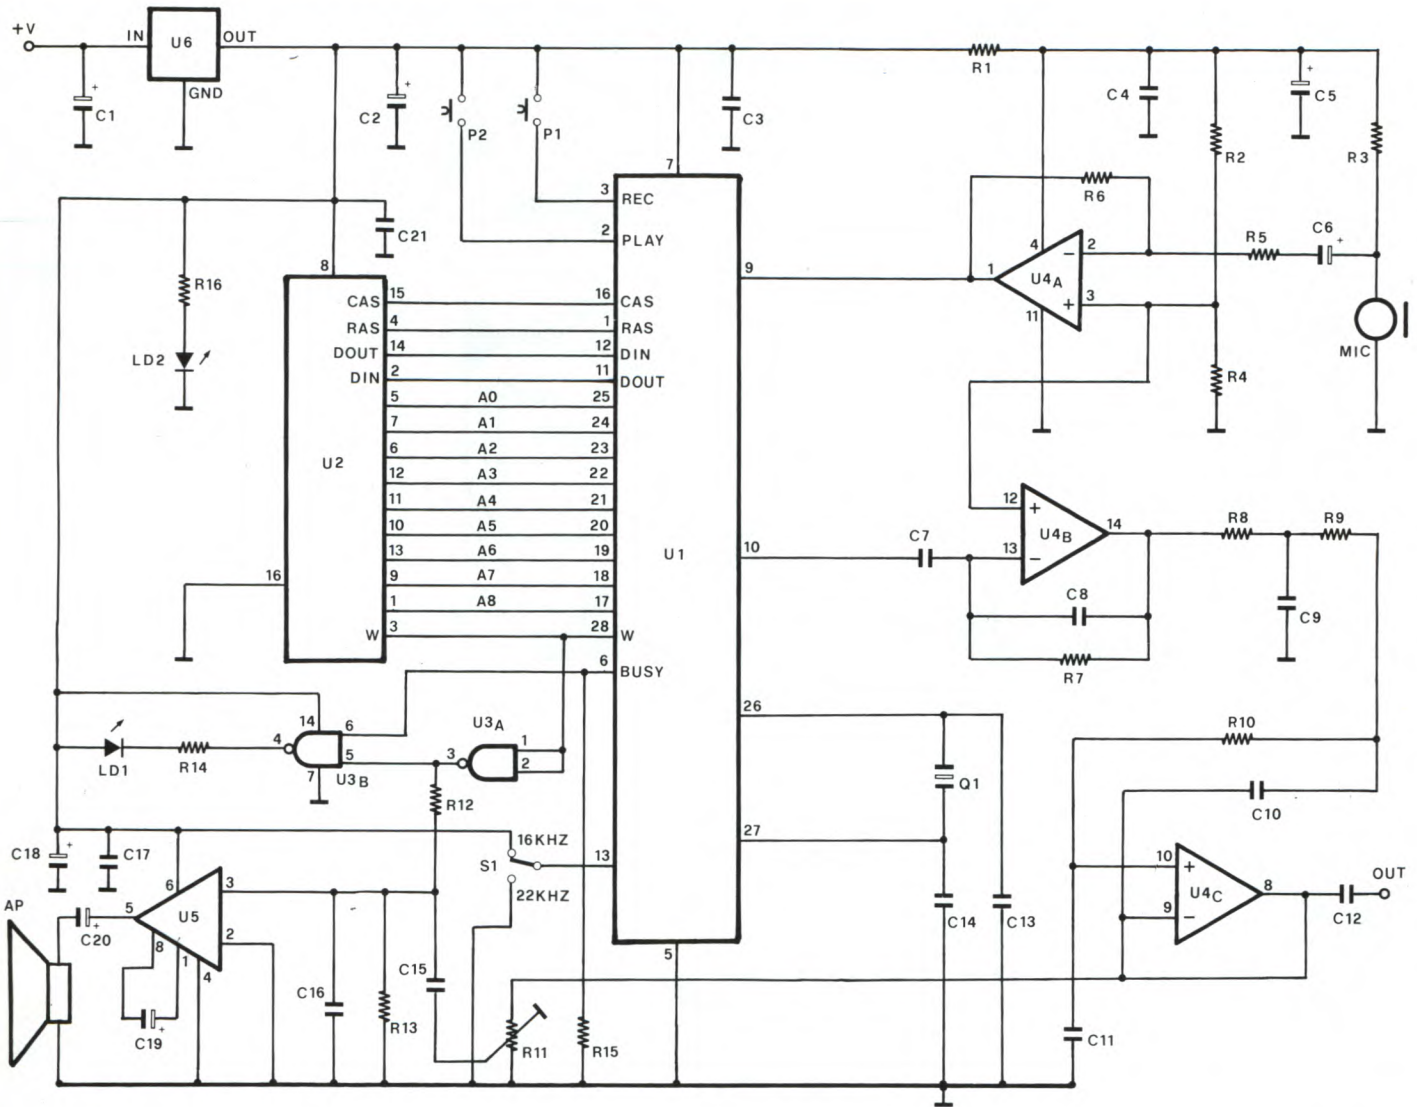 +V
IN
U6
OUT
GND
C1
+
C2
+
P2
P1
C3
R1
C4
R2
C5
+
R3
7
3 REC
2 PLAY
R6
C21
R16
LD2
8
9
1
4
U4A
2
−
3
+
11
R5
C6
+
MIC
R4
CAS 15 16 CAS
RAS 4 1 RAS
DOUT 14 12 DIN
DIN 2 11 DOUT
5 A0 25
7 A1 24
6 A2 23
12 A3 22
11 A4 21
10 A5 20
13 A6 19
9 A7 18
1 A8 17
W 3 28 W
6 BUSY
U2
16
U1
10
C7
12
+
13
−
U4B
14
R8
R9
C8
R7
C9
26
27
Q1
R10
C10
14
6
5
4
7
U3B
R14
LD1
U3A
3
1
2
R12
16KHZ
S1
22KHZ
13
C18
+
C17
6
3
5
U5
2
8
1
4
AP
C20
+
C19
+
C16
R13
C15
R11
R15
5
C14
C13
10
+
9
−
U4C
8
C12
OUT
C11